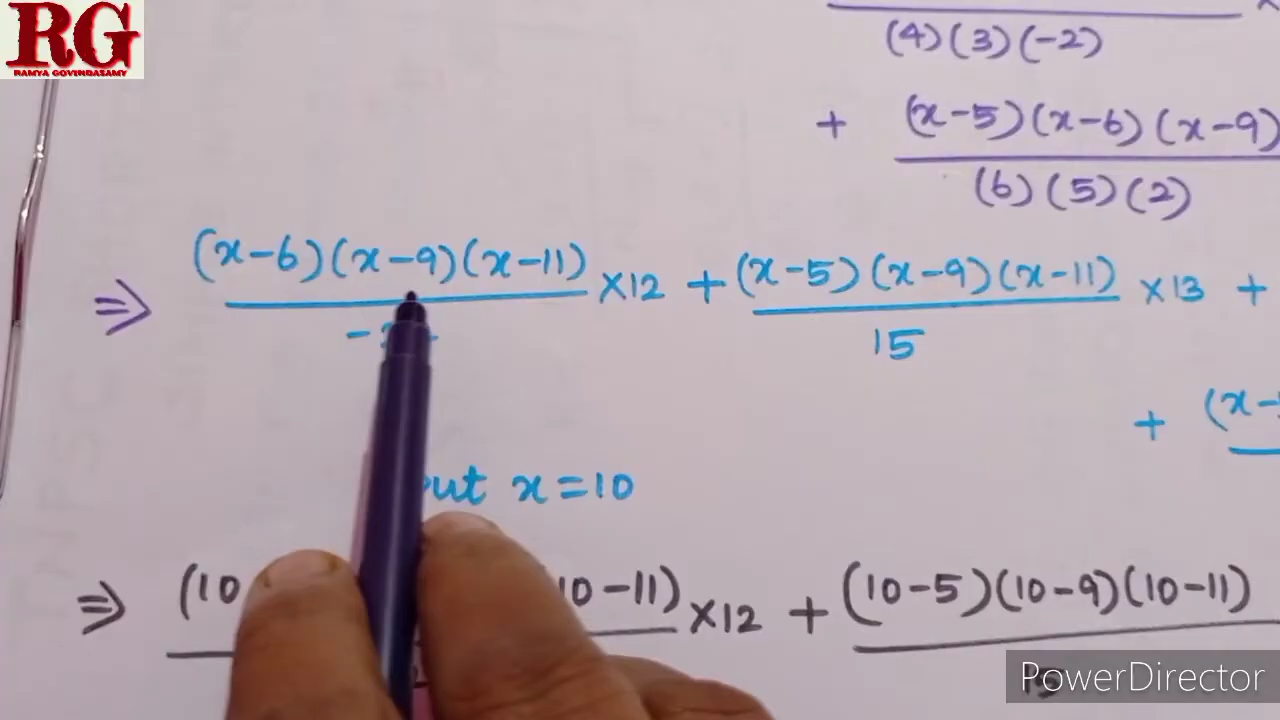 RG
RAMYA GOVINDASAMY
(4)(3)(-2)
+ (x-5)(x-6)(x-9)
(6)(5)(2)
⇒ (x-6)(x-9)(x-11) ×12 + (x-5)(x-9)(x-11) ×13 +
15
+ (x-
x=10
⇒ (10 10-11) ×12 + (10-5)(10-9)(10-11)
PowerDirector